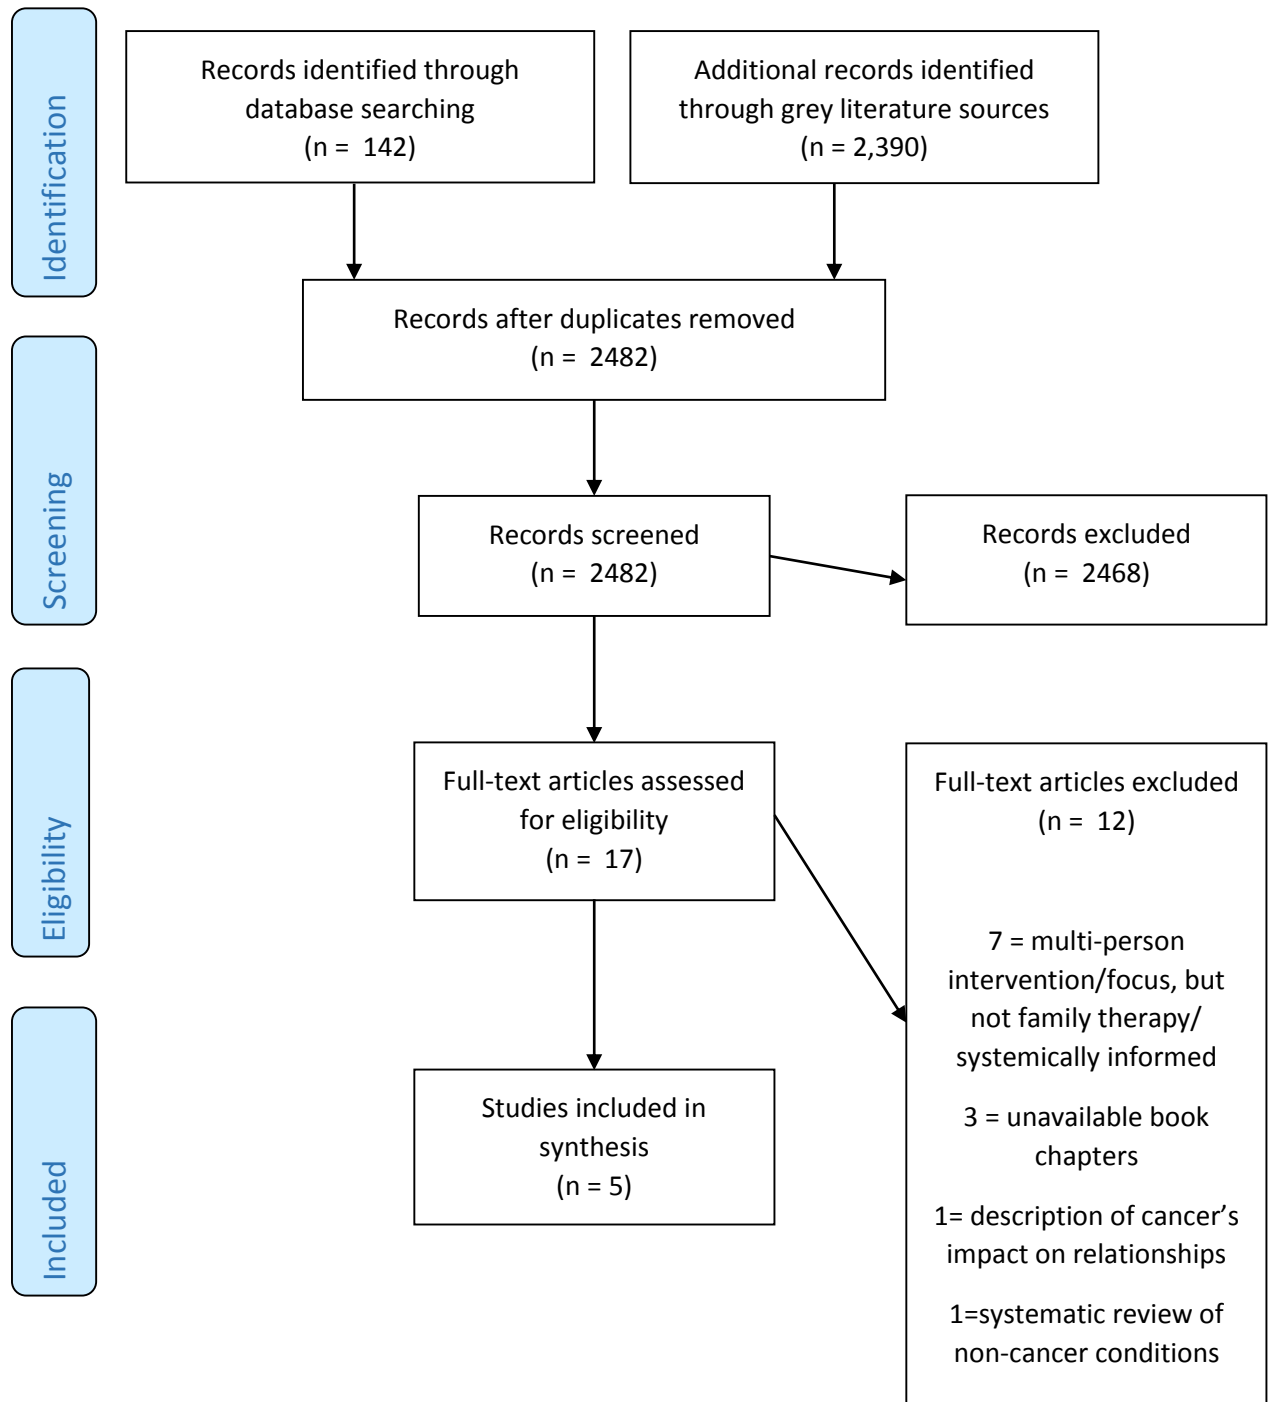 Identification
Records identified through
database searching
(n =  142)
Additional records identified
through grey literature sources
(n = 2,390)
Records after duplicates removed
(n =  2482)
Screening
Records screened
(n =  2482)
Records excluded
(n =  2468)
Eligibility
Full-text articles assessed
for eligibility
(n =  17)
Full-text articles excluded
(n =  12)
7 = multi-person
intervention/focus, but
not family therapy/
systemically informed
3 = unavailable book
chapters
1= description of cancer’s
impact on relationships
1=systematic review of
non-cancer conditions
Included
Studies included in
synthesis
(n = 5)